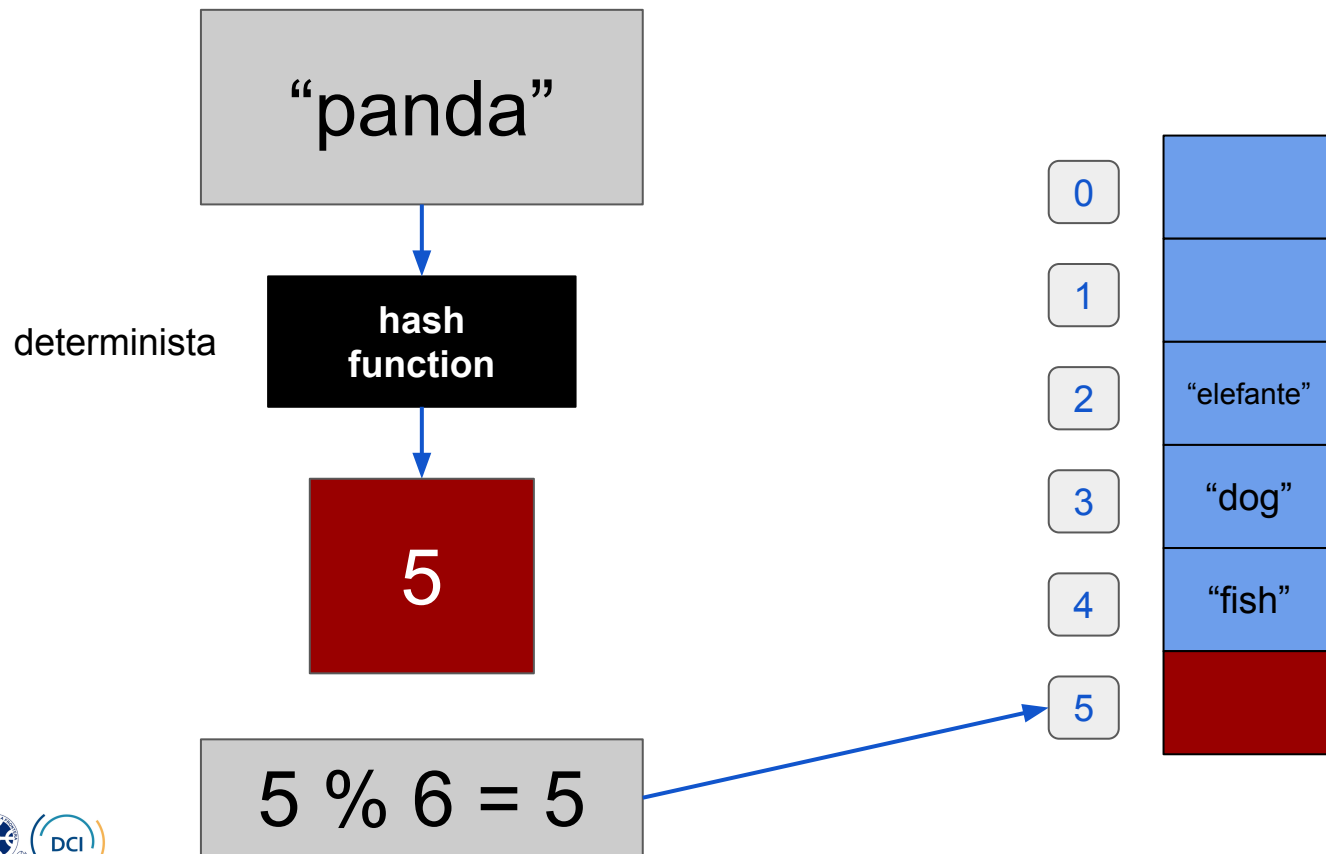 “panda”
determinista
hash
function
5
5 % 6 = 5
0
1
2
“elefante”
3
“dog”
4
“fish”
5
DCI